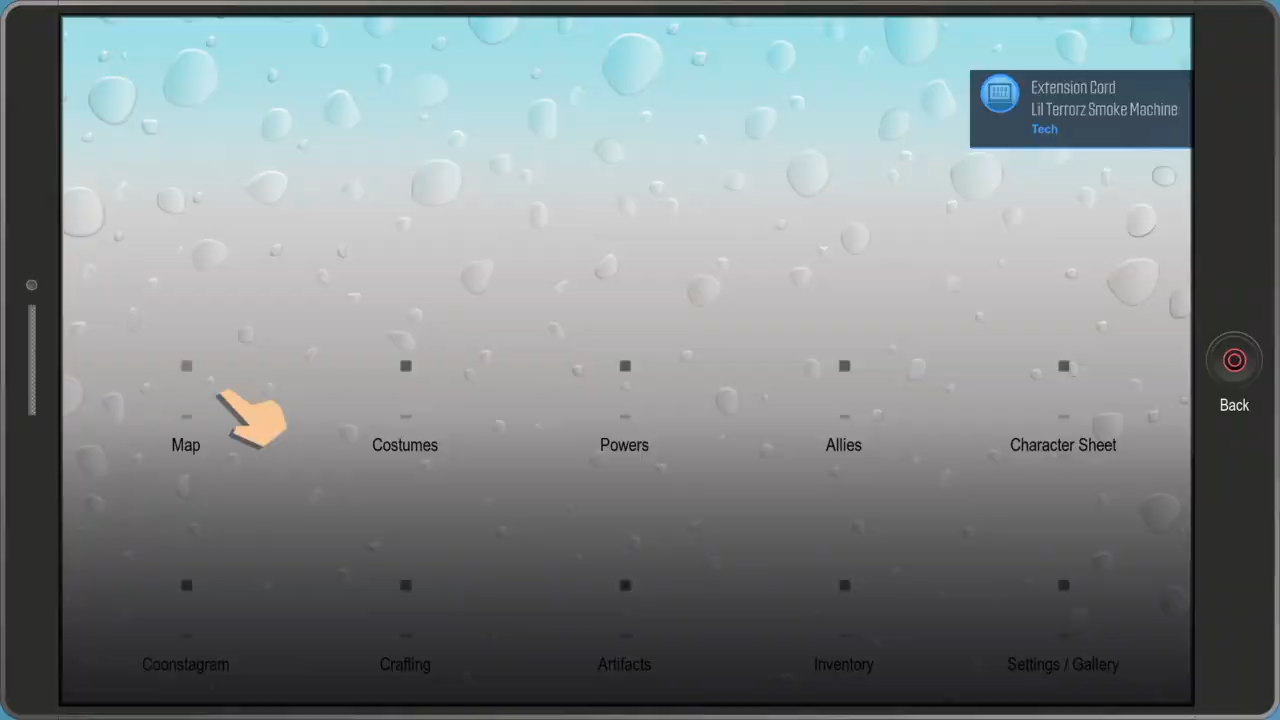 Extension Cord
Lil Terrorz Smoke Machine
Tech
Back
Map
Costumes
Powers
Allies
Character Sheet
Coonstagram
Crafting
Artifacts
Inventory
Settings / Gallery